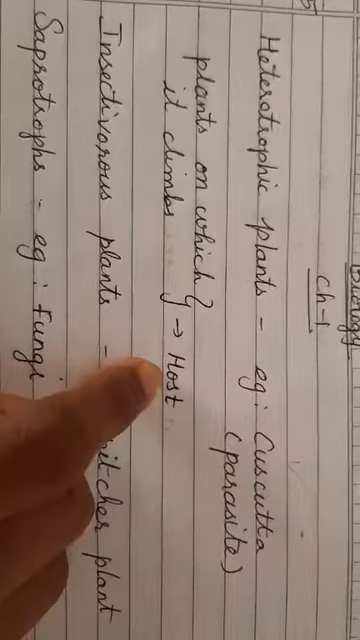 Biology
Ch-1
Heterotrophic plants - eg: Cuscutta
(parasite)
plants on which } → Host
it climbs
Insectivorous plants - itcher plant
Saprotrophs - eg: Fungi